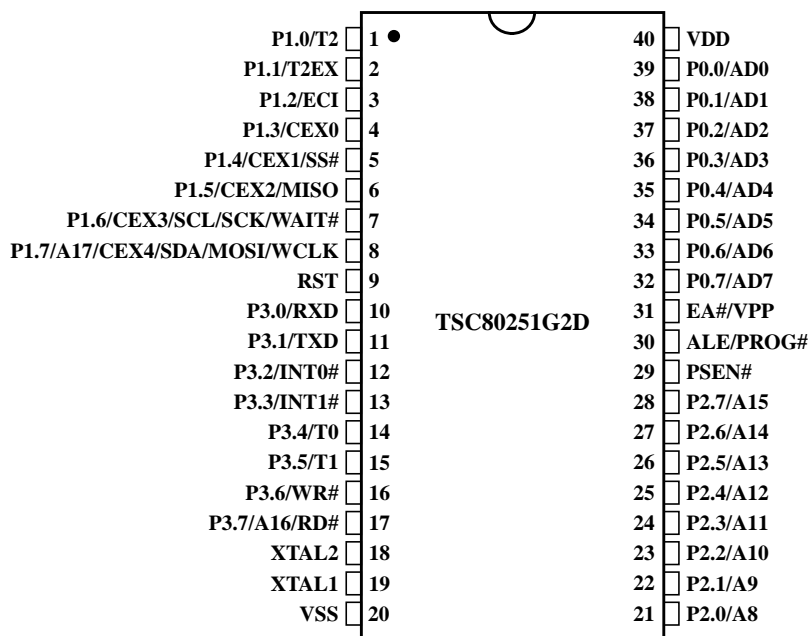 P1.0/T2 1 40 VDD
P1.1/T2EX 2 39 P0.0/AD0
P1.2/ECI 3 38 P0.1/AD1
P1.3/CEX0 4 37 P0.2/AD2
P1.4/CEX1/SS# 5 36 P0.3/AD3
P1.5/CEX2/MISO 6 35 P0.4/AD4
P1.6/CEX3/SCL/SCK/WAIT# 7 34 P0.5/AD5
P1.7/A17/CEX4/SDA/MOSI/WCLK 8 33 P0.6/AD6
RST 9 32 P0.7/AD7
P3.0/RXD 10 31 EA#/VPP
TSC80251G2D
P3.1/TXD 11 30 ALE/PROG#
P3.2/INT0# 12 29 PSEN#
P3.3/INT1# 13 28 P2.7/A15
P3.4/T0 14 27 P2.6/A14
P3.5/T1 15 26 P2.5/A13
P3.6/WR# 16 25 P2.4/A12
P3.7/A16/RD# 17 24 P2.3/A11
XTAL2 18 23 P2.2/A10
XTAL1 19 22 P2.1/A9
VSS 20 21 P2.0/A8